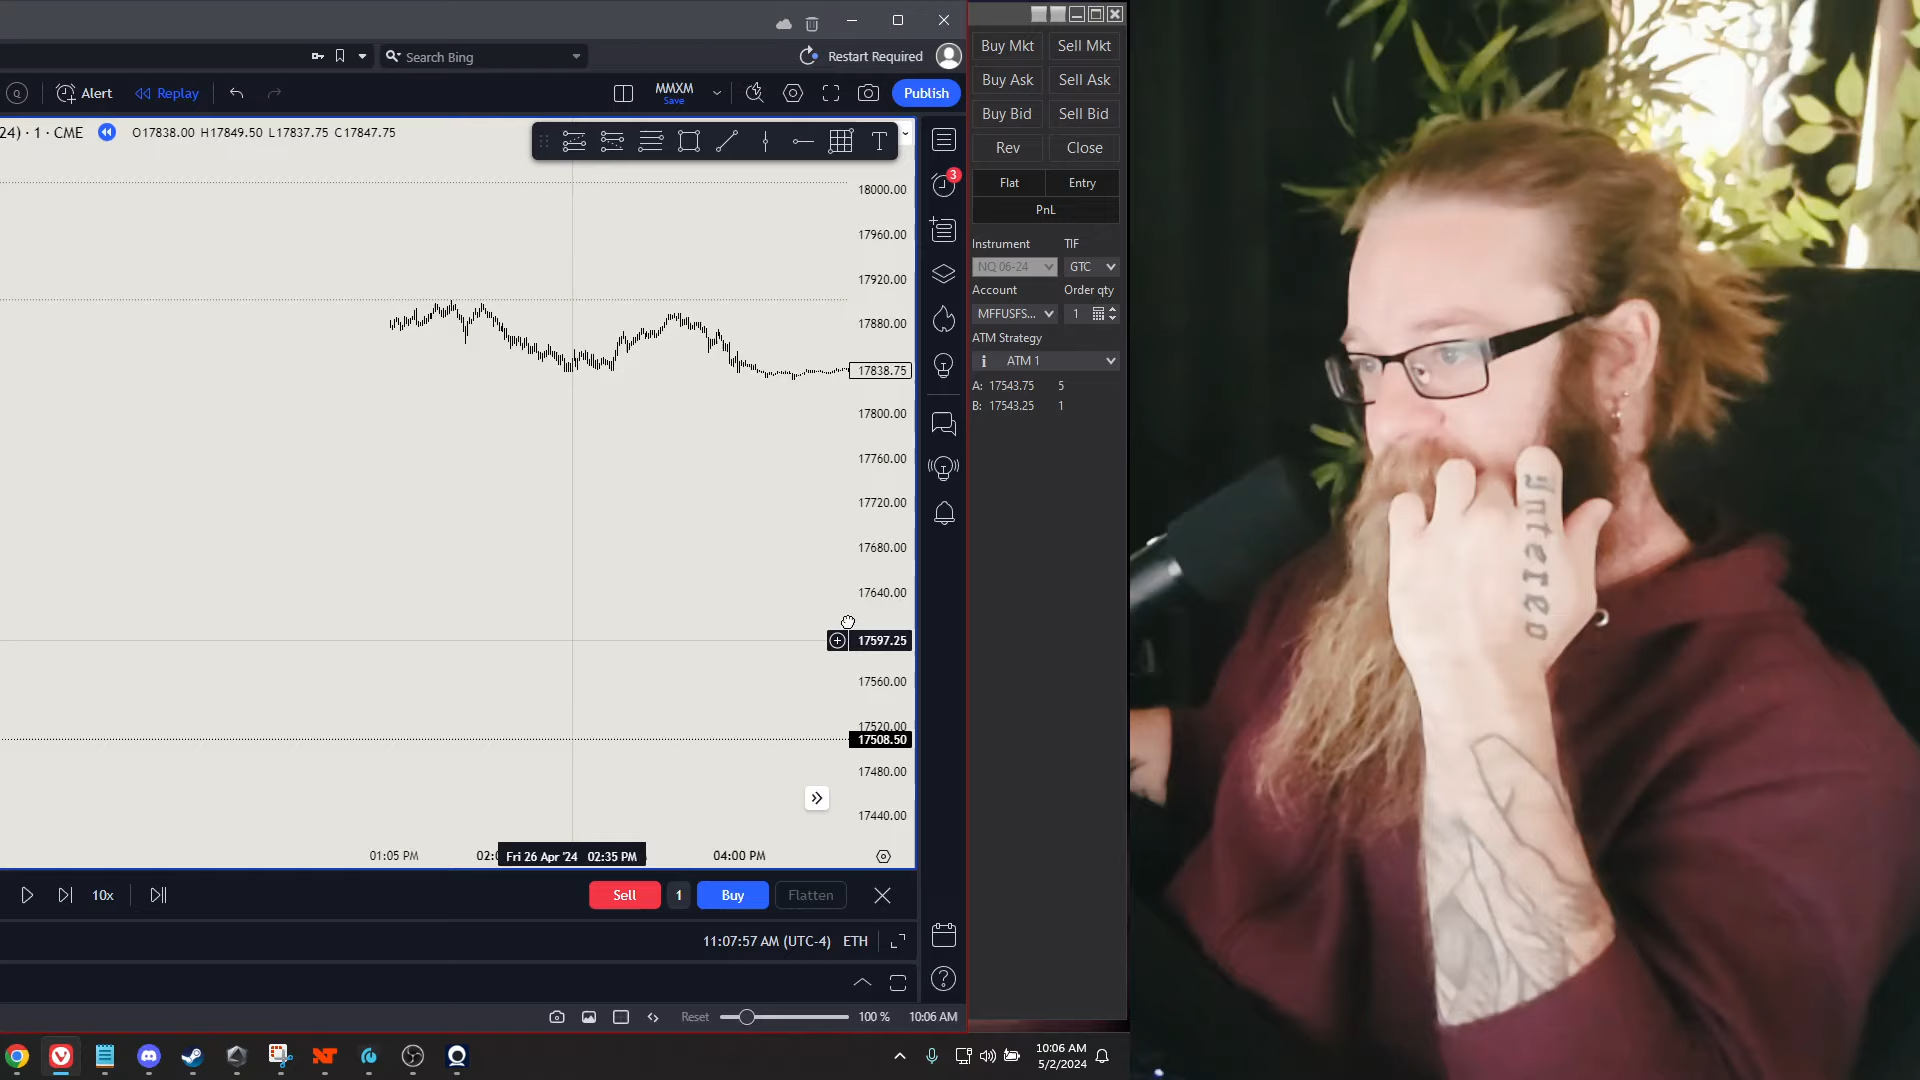 Search Bing
Restart Required
Alert
Replay
MMXM
Save
Publish
24) · 1 · CME
O17838.00 H17849.50 L17837.75 C17847.75
T
3
18000.00
17960.00
17920.00
17880.00
17838.75
17800.00
17760.00
17720.00
17680.00
17640.00
17597.25
17560.00
17520.00
17508.50
17480.00
17440.00
01:05 PM
02:0
Fri 26 Apr '24 02:35 PM
04:00 PM
10x
Sell
1
Buy
Flatten
11:07:57 AM (UTC-4)
ETH
Reset
100 %
10:06 AM
Buy Mkt
Sell Mkt
Buy Ask
Sell Ask
Buy Bid
Sell Bid
Rev
Close
Flat
Entry
PnL
Instrument
TIF
NQ 06-24
GTC
Account
Order qty
MFFUSFS...
1
ATM Strategy
ATM 1
A: 17543.75 5
B: 17543.25 1
10:06 AM
5/2/2024